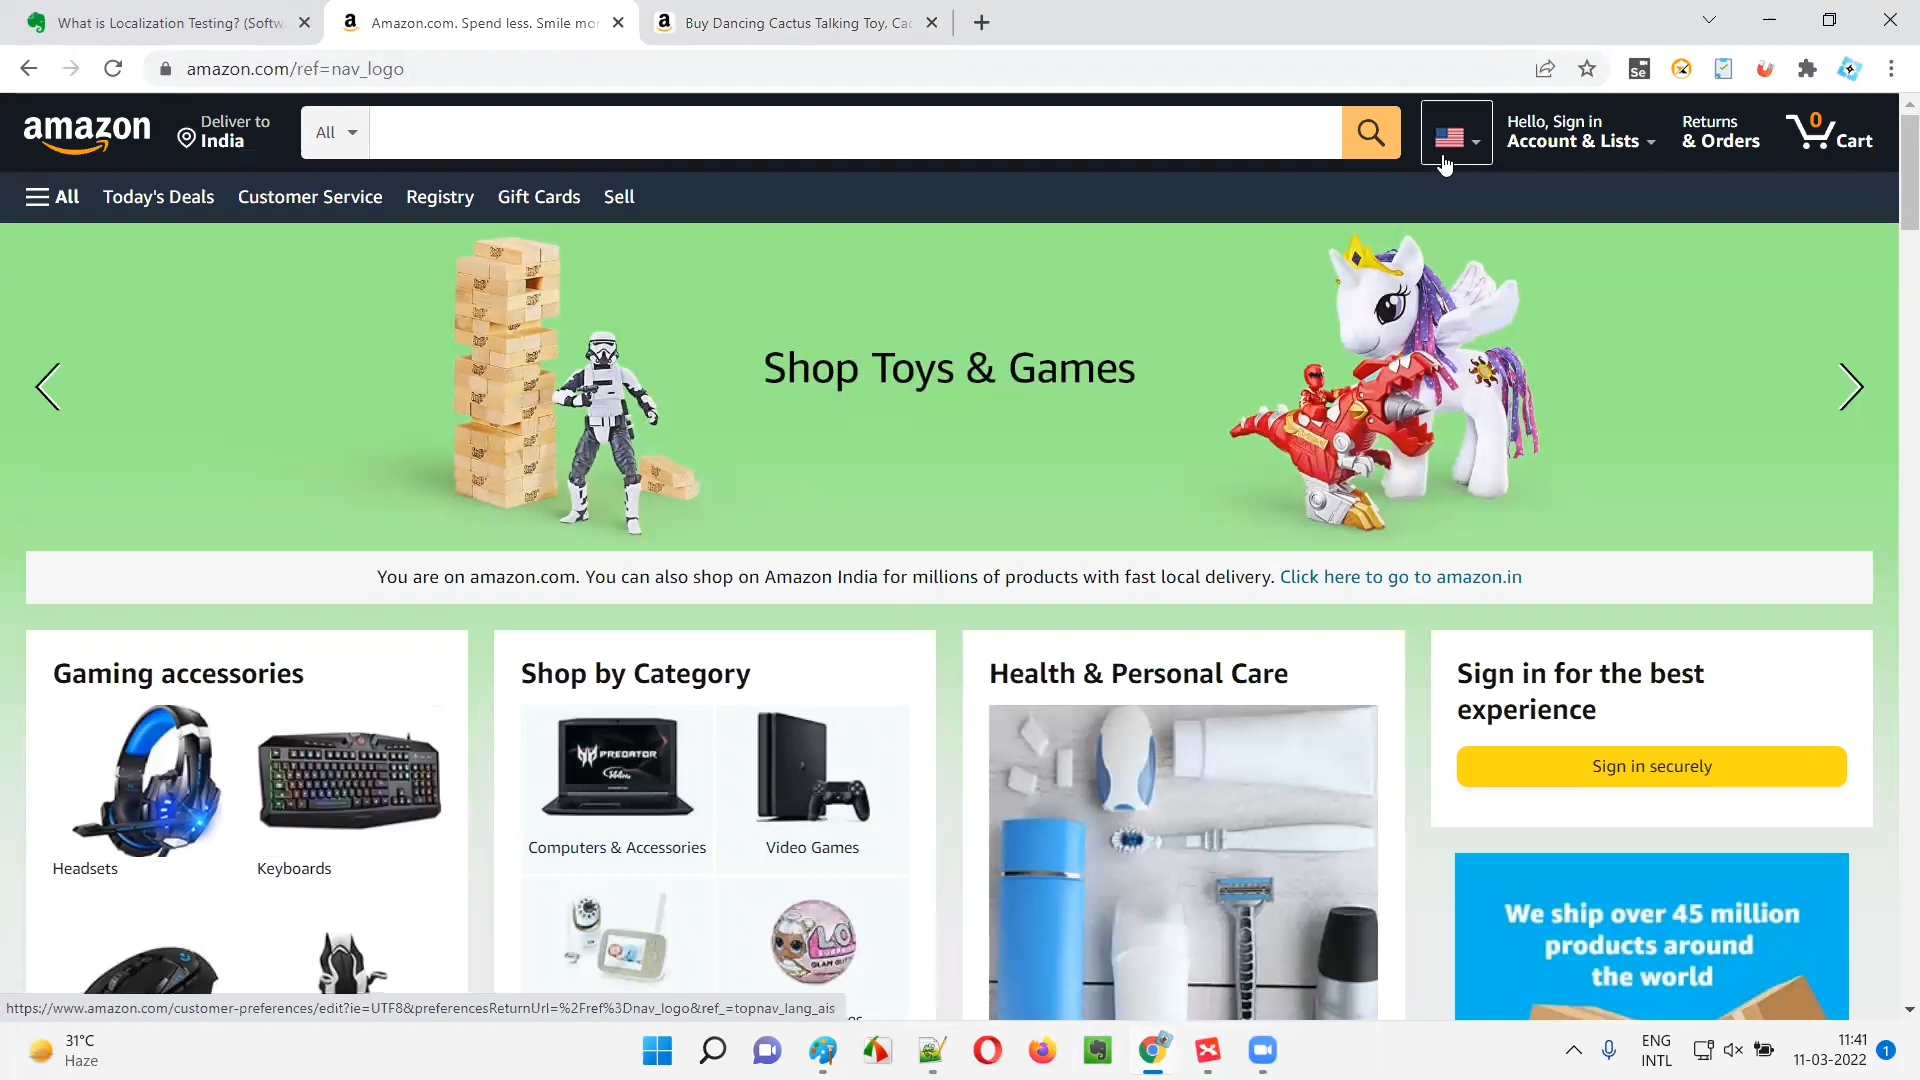 What is Localization Testing? (Softw
Amazon.com. Spend less. Smile mo
Buy Dancing Cactus Talking Toy, Cac
amazon.com/ref=nav_logo
Se
amazon
Deliver to
India
All
Hello, Sign in
Account & Lists
Returns
& Orders
0
Cart
All
Today's Deals
Customer Service
Registry
Gift Cards
Sell
Shop Toys & Games
You are on amazon.com. You can also shop on Amazon India for millions of products with fast local delivery. Click here to go to amazon.in
Gaming accessories
Headsets
Keyboards
Shop by Category
PREDATOR
Computers & Accessories
Video Games
Health & Personal Care
Sign in for the best
experience
Sign in securely
We ship over 45 million
products around
the world
https://www.amazon.com/customer-preferences/edit?ie=UTF8&preferencesReturnUrl=%2Fref%3Dnav_logo&ref_=topnav_lang_ais
31°C
Haze
ENG
INTL
11:41
11-03-2022
1